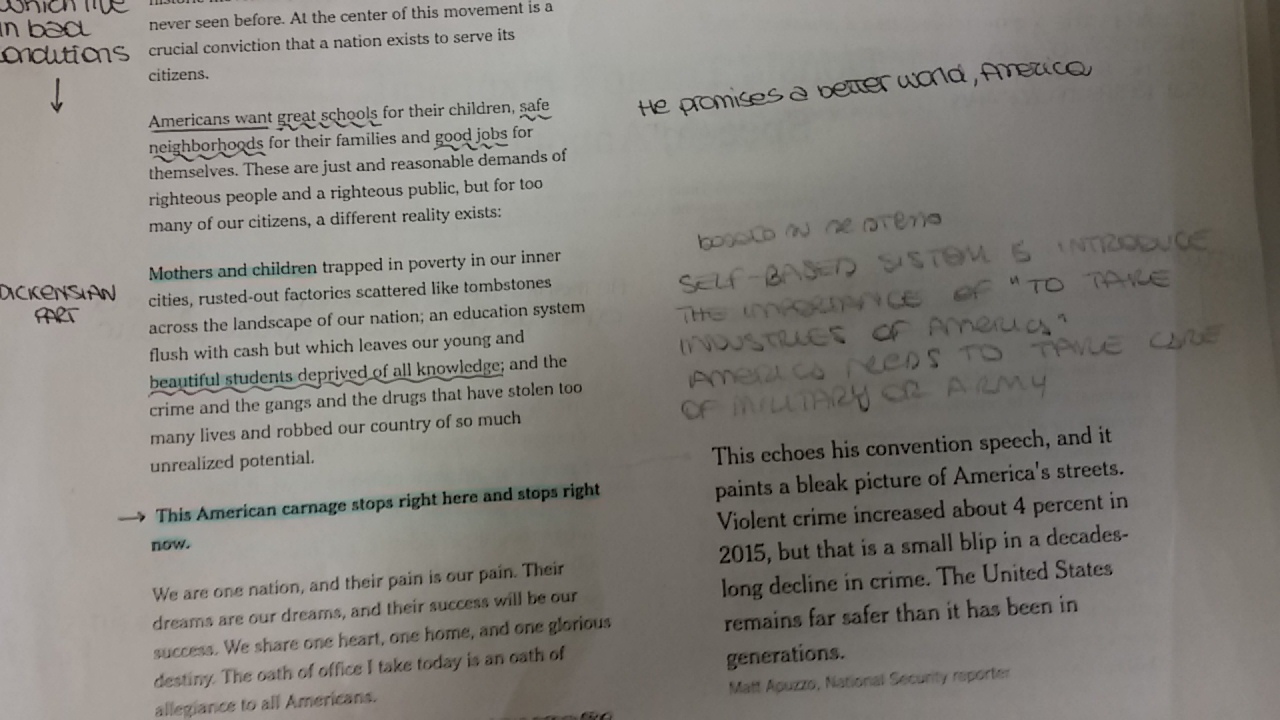 which live
in bad
conditions
never seen before. At the center of this movement is a
crucial conviction that a nation exists to serve its
citizens.
Americans want great schools for their children, safe
neighborhoods for their families and good jobs for
themselves. These are just and reasonable demands of
righteous people and a righteous public, but for too
many of our citizens, a different reality exists:
DICKENSIAN
PART
Mothers and children trapped in poverty in our inner
cities, rusted-out factories scattered like tombstones
across the landscape of our nation; an education system
flush with cash but which leaves our young and
beautiful students deprived of all knowledge; and the
crime and the gangs and the drugs that have stolen too
many lives and robbed our country of so much
unrealized potential.
→ This American carnage stops right here and stops right
now.
We are one nation, and their pain is our pain. Their
dreams are our dreams, and their success will be our
success. We share one heart, one home, and one glorious
destiny. The oath of office I take today is an oath of
allegiance to all Americans.
He promises a better world, America
SELF-BASED SISTEM IS INTRODUCE
THE IMPORTANCE OF "TO TAKE
INDUSTRIES OF AMERICA"
AMERICA NEEDS TO TAKE CARE
OF MILITARY OR ARMY
This echoes his convention speech, and it
paints a bleak picture of America's streets.
Violent crime increased about 4 percent in
2015, but that is a small blip in a decades-
long decline in crime. The United States
remains far safer than it has been in
generations.
Matt Apuzzo, National Security reporter